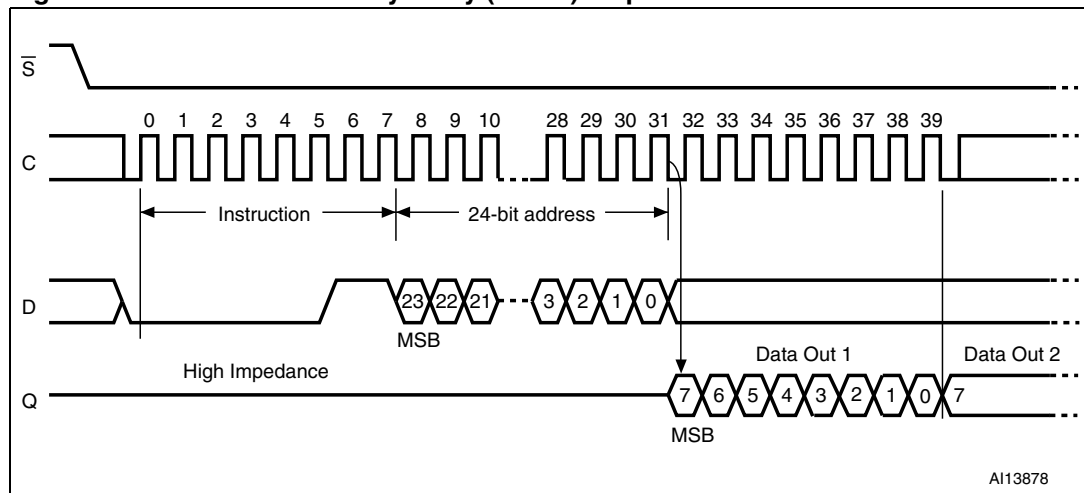 S
0 1 2 3 4 5 6 7 8 9 10 28 29 30 31 32 33 34 35 36 37 38 39
C
Instruction 24-bit address
D
23 22 21 3 2 1 0
MSB
Data Out 1 Data Out 2
High Impedance
Q
7 6 5 4 3 2 1 0 7
MSB
AI13878